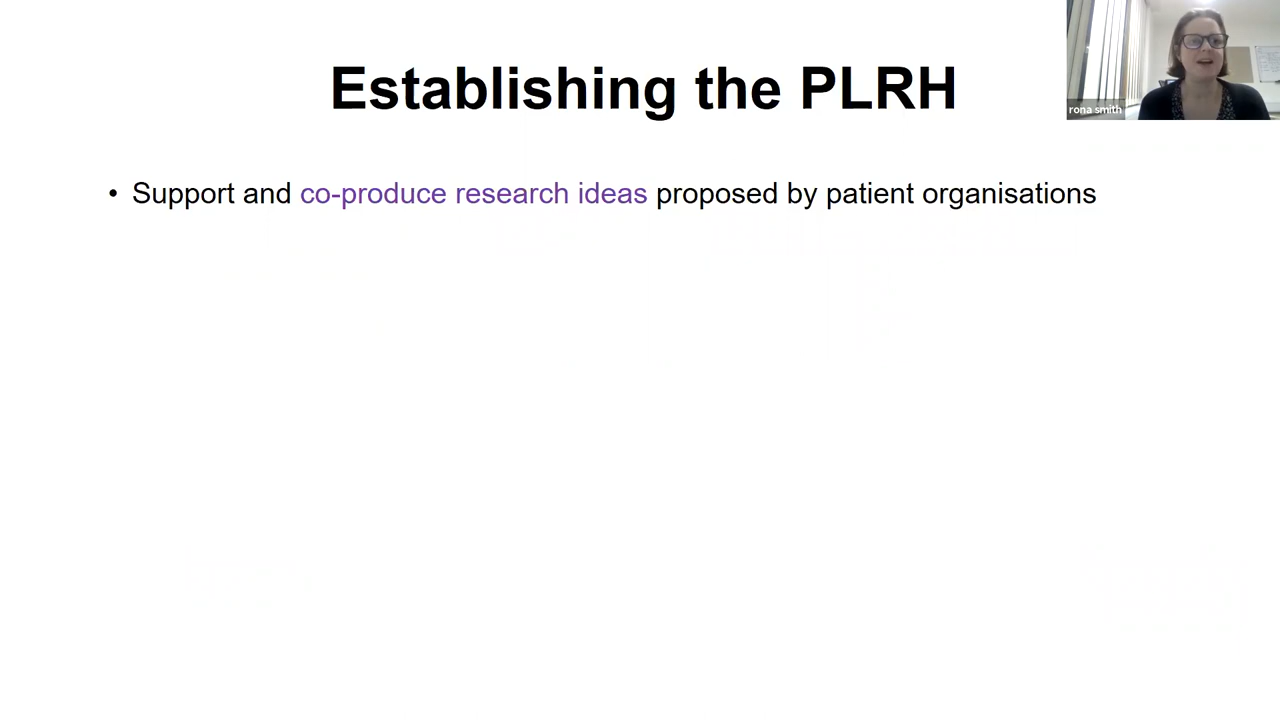 Establishing the PLRH
rona smith
• Support and co-produce research ideas proposed by patient organisations